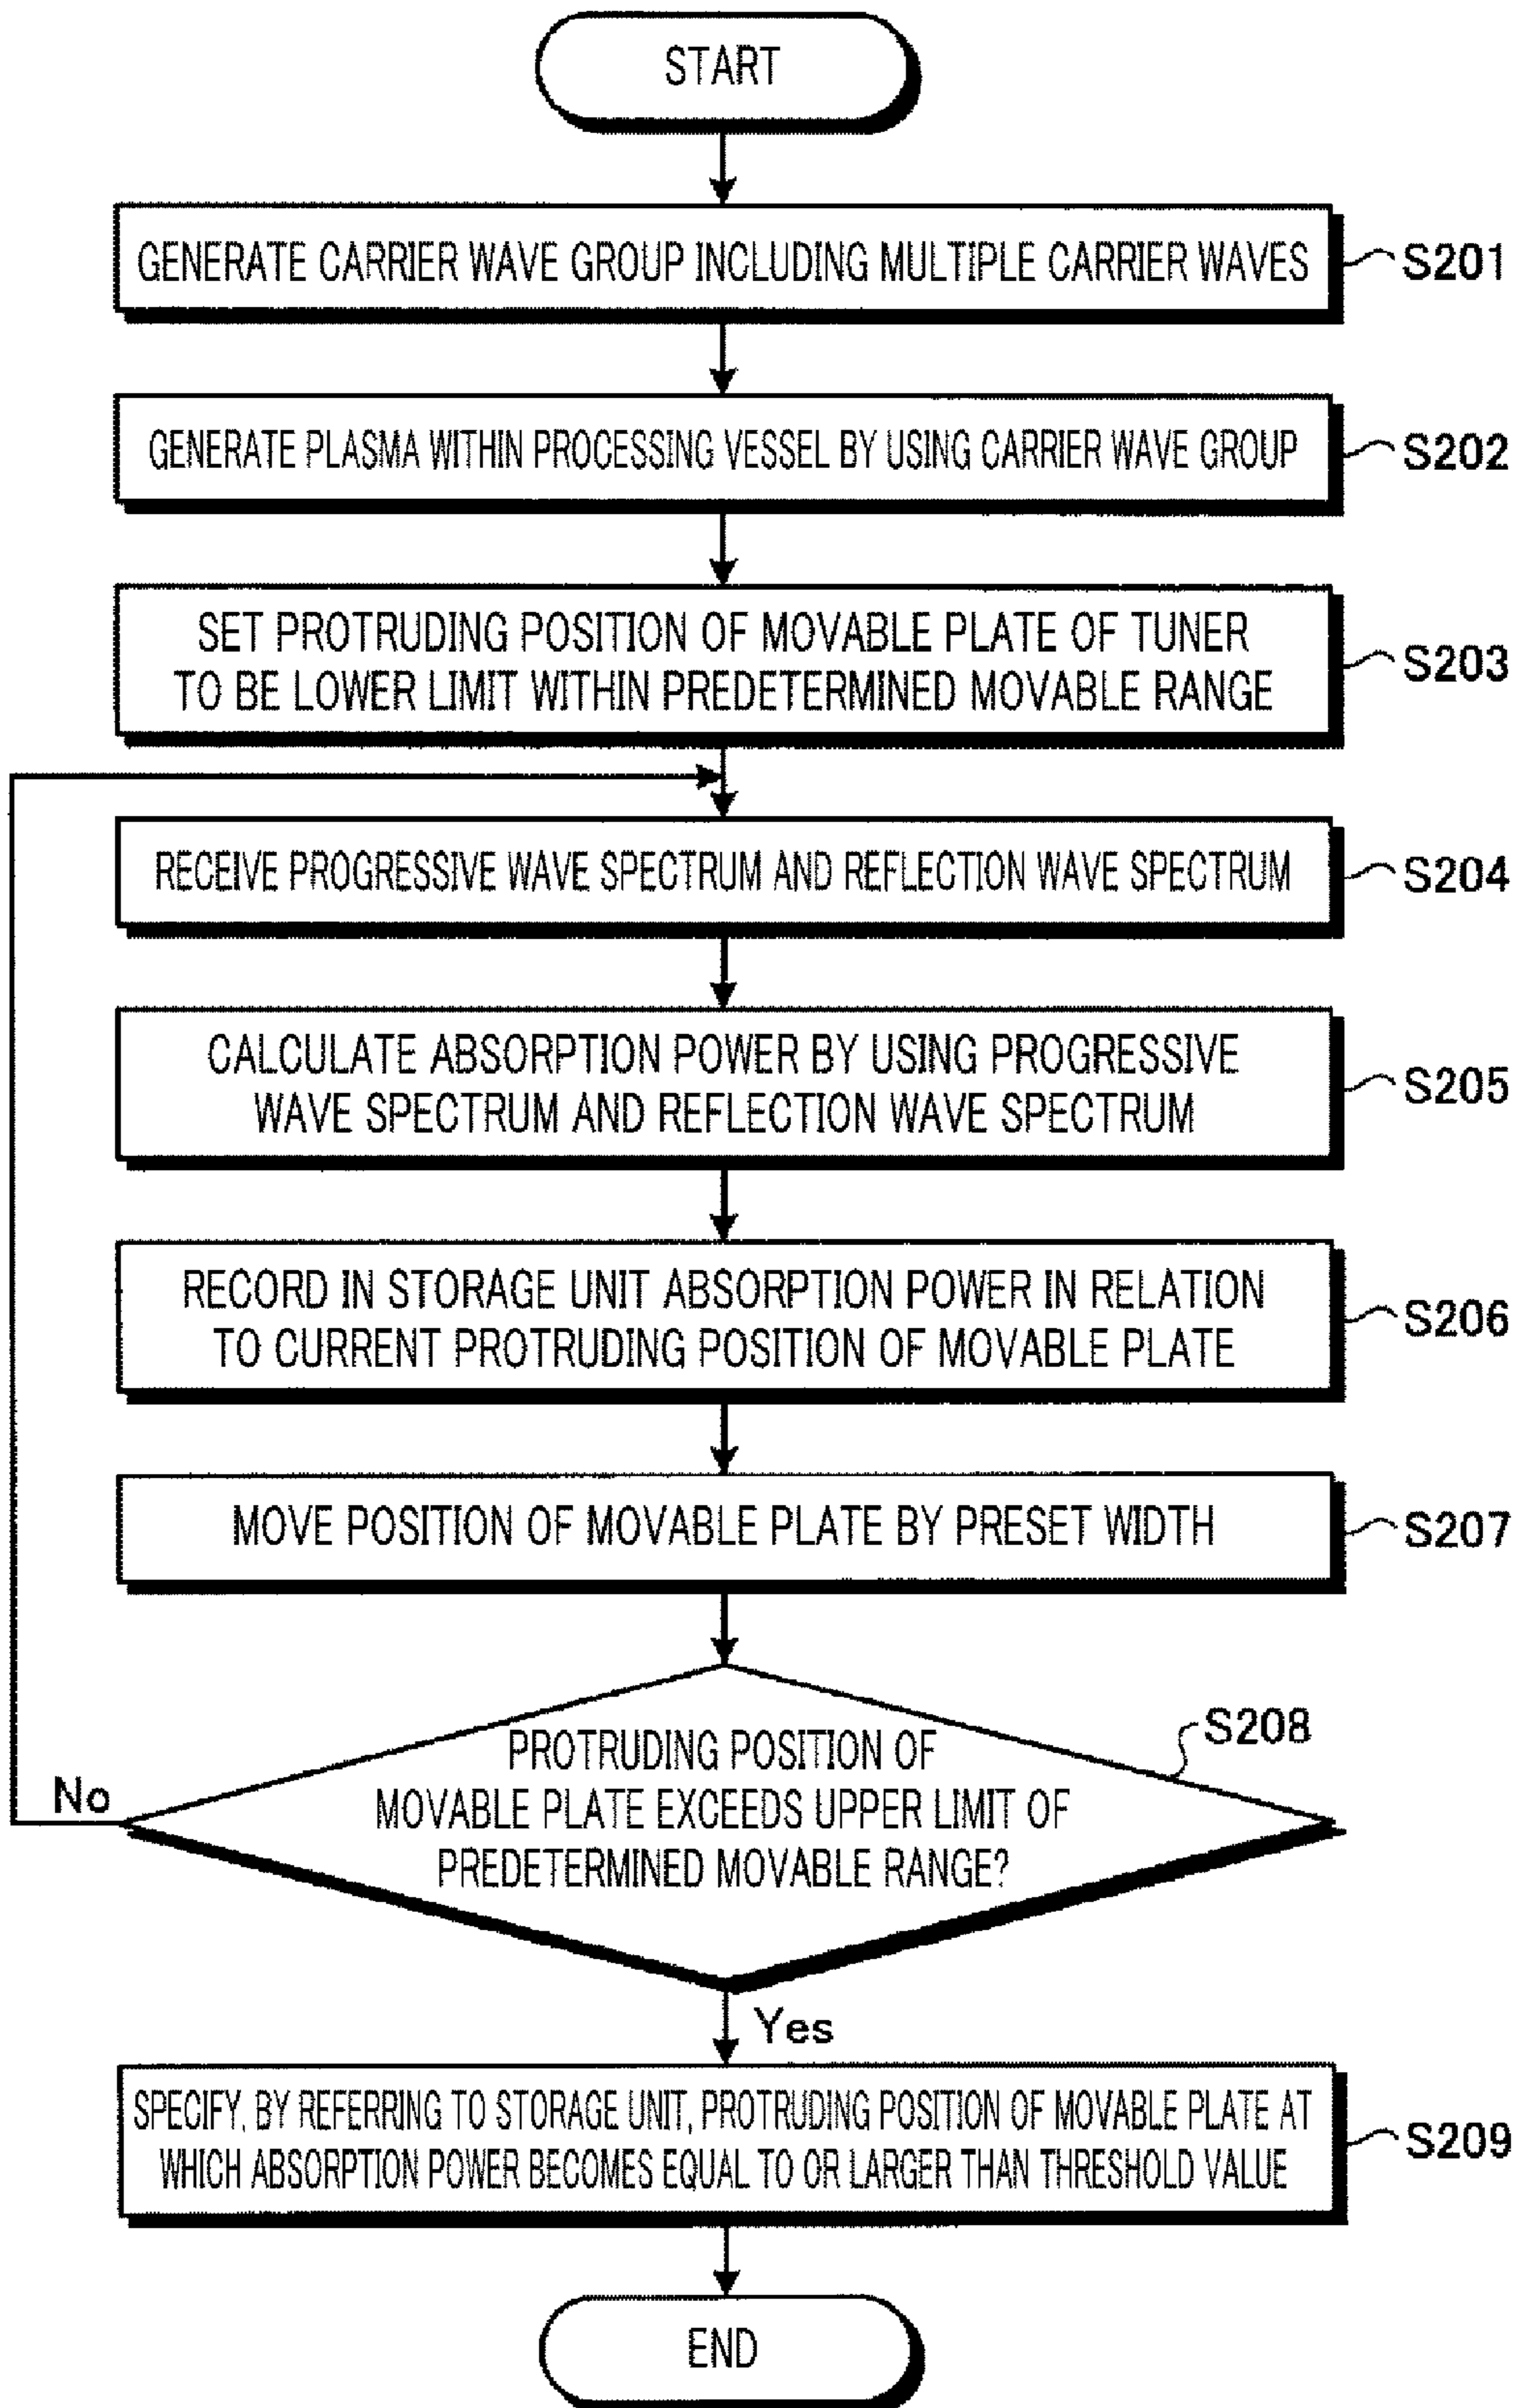 START
GENERATE CARRIER WAVE GROUP INCLUDING MULTIPLE CARRIER WAVES
S201
GENERATE PLASMA WITHIN PROCESSING VESSEL BY USING CARRIER WAVE GROUP
S202
SET PROTRUDING POSITION OF MOVABLE PLATE OF TUNER
TO BE LOWER LIMIT WITHIN PREDETERMINED MOVABLE RANGE
S203
RECEIVE PROGRESSIVE WAVE SPECTRUM AND REFLECTION WAVE SPECTRUM
S204
CALCULATE ABSORPTION POWER BY USING PROGRESSIVE
WAVE SPECTRUM AND REFLECTION WAVE SPECTRUM
S205
RECORD IN STORAGE UNIT ABSORPTION POWER IN RELATION
TO CURRENT PROTRUDING POSITION OF MOVABLE PLATE
S206
MOVE POSITION OF MOVABLE PLATE BY PRESET WIDTH
S207
PROTRUDING POSITION OF
MOVABLE PLATE EXCEEDS UPPER LIMIT OF
PREDETERMINED MOVABLE RANGE?
S208
No
Yes
SPECIFY, BY REFERRING TO STORAGE UNIT, PROTRUDING POSITION OF MOVABLE PLATE AT
WHICH ABSORPTION POWER BECOMES EQUAL TO OR LARGER THAN THRESHOLD VALUE
S209
END